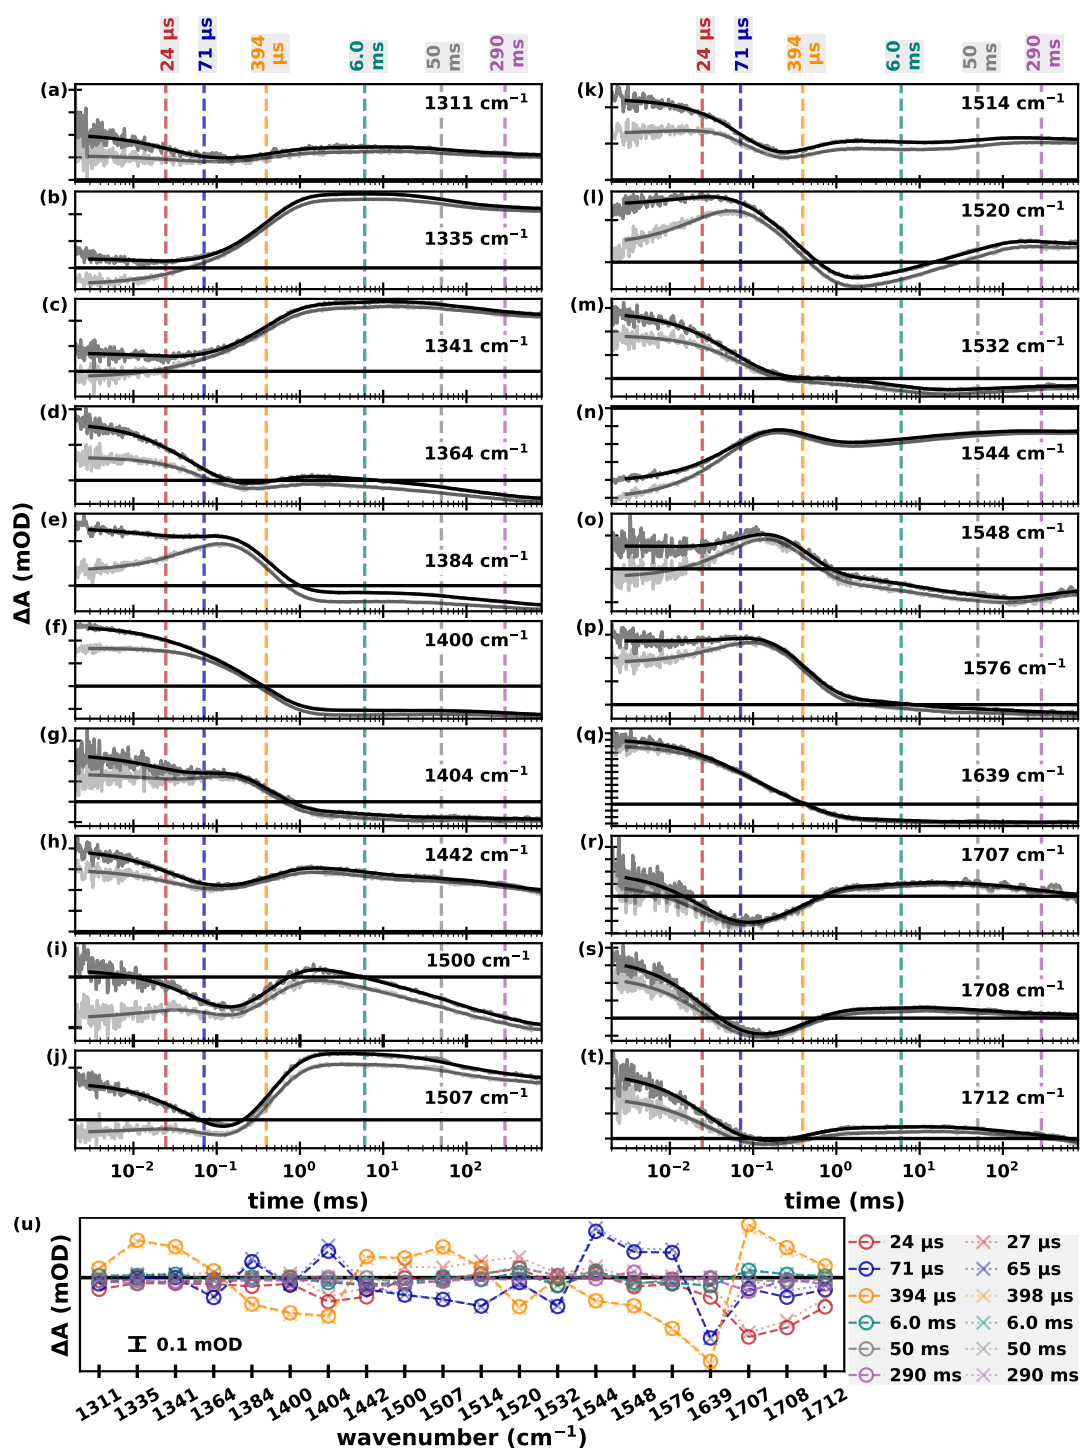 24 µs
71 µs
394 µs
6.0 ms
50 ms
290 ms
24 µs
71 µs
394 µs
6.0 ms
50 ms
290 ms
(a) 1311 cm⁻¹
(k) 1514 cm⁻¹
(b) 1335 cm⁻¹
(l) 1520 cm⁻¹
(c) 1341 cm⁻¹
(m) 1532 cm⁻¹
(d) 1364 cm⁻¹
(n) 1544 cm⁻¹
(e) 1384 cm⁻¹
(o) 1548 cm⁻¹
(f) 1400 cm⁻¹
(p) 1576 cm⁻¹
(g) 1404 cm⁻¹
(q) 1639 cm⁻¹
(h) 1442 cm⁻¹
(r) 1707 cm⁻¹
(i) 1500 cm⁻¹
(s) 1708 cm⁻¹
(j) 1507 cm⁻¹
(t) 1712 cm⁻¹
ΔA (mOD)
10⁻² 10⁻¹ 10⁰ 10¹ 10²
10⁻² 10⁻¹ 10⁰ 10¹ 10²
time (ms)
time (ms)
(u)
ΔA (mOD)
0.1 mOD
24 µs 27 µs
71 µs 65 µs
394 µs 398 µs
6.0 ms 6.0 ms
50 ms 50 ms
290 ms 290 ms
1311 1335 1341 1364 1384 1400 1404 1442 1500 1507 1514 1520 1532 1544 1548 1576 1639 1707 1708 1712
wavenumber (cm⁻¹)